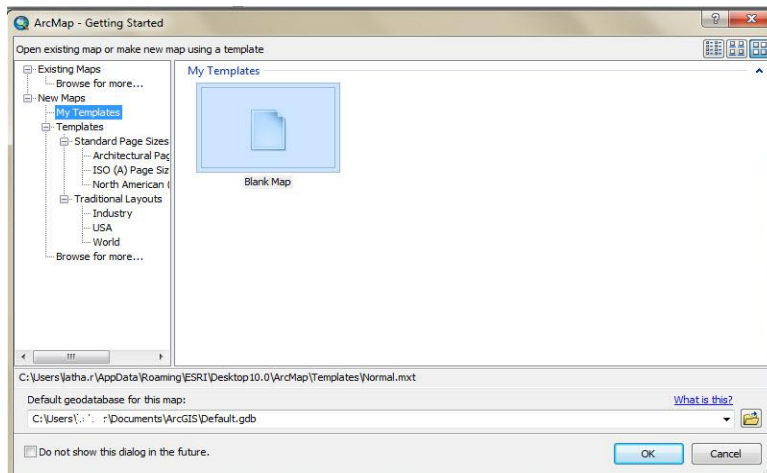 ArcMap - Getting Started
Open existing map or make new map using a template
Existing Maps
Browse for more...
New Maps
My Templates
Templates
Standard Page Sizes
Architectural Pag
ISO (A) Page Siz
North American (
Traditional Layouts
Industry
USA
World
Browse for more...
My Templates
Blank Map
C:\Users\latha.r\AppData\Roaming\ESRI\Desktop10.0\ArcMap\Templates\Normal.mxt
Default geodatabase for this map:
What is this?
C:\Users\ r\Documents\ArcGIS\Default.gdb
Do not show this dialog in the future.
OK
Cancel